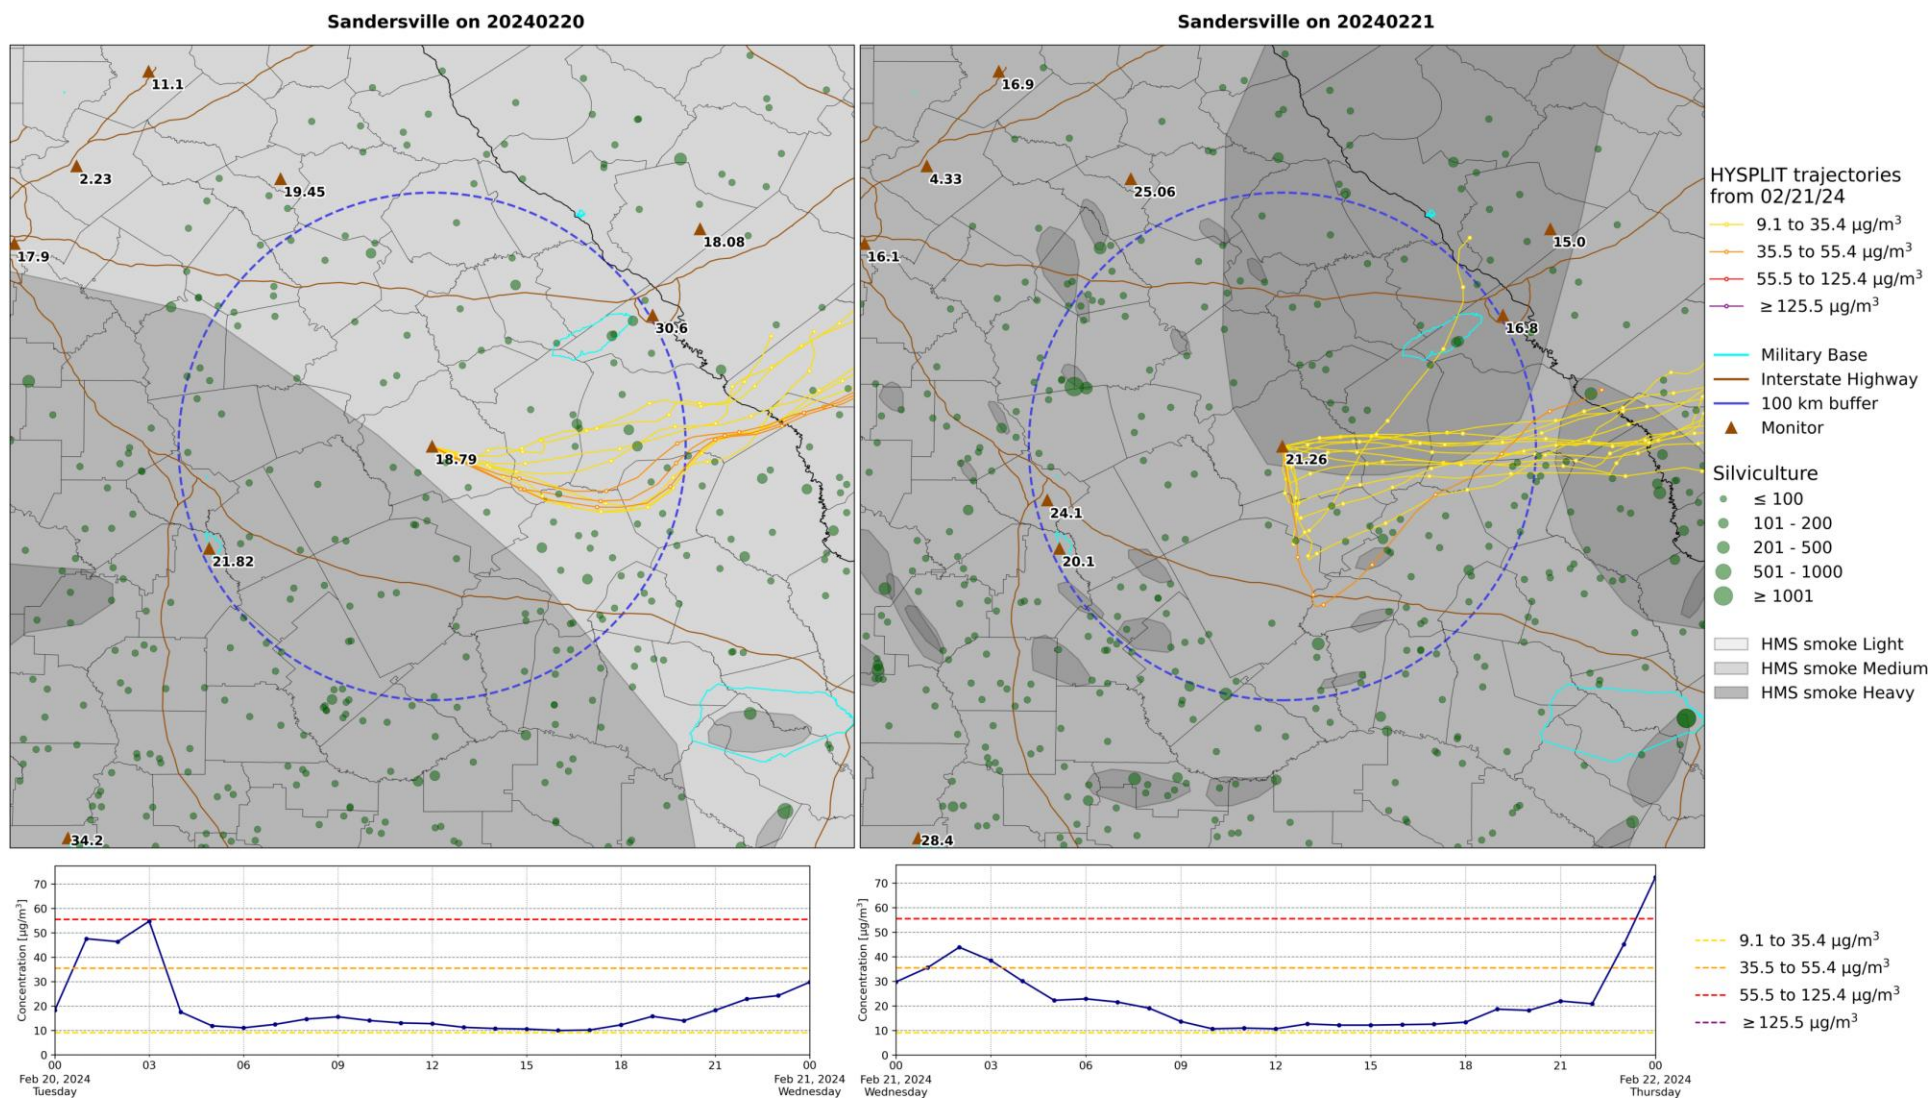 Sandersville on 20240220
Sandersville on 20240221
11.1
2.23
19.45
17.9
18.08
30.6
18.79
21.82
34.2
16.9
4.33
25.06
16.1
15.0
16.8
21.26
24.1
20.1
28.4
HYSPLIT trajectories
from 02/21/24
9.1 to 35.4 μg/m³
35.5 to 55.4 μg/m³
55.5 to 125.4 μg/m³
≥ 125.5 μg/m³
Military Base
Interstate Highway
100 km buffer
Monitor
Silviculture
≤ 100
101 - 200
201 - 500
501 - 1000
≥ 1001
HMS smoke Light
HMS smoke Medium
HMS smoke Heavy
Concentration [μg/m³]
70
60
50
40
30
20
10
0
00
03
06
09
12
15
18
21
00
Feb 20, 2024
Tuesday
Feb 21, 2024
Wednesday
Concentration [μg/m³]
70
60
50
40
30
20
10
0
00
03
06
09
12
15
18
21
00
Feb 21, 2024
Wednesday
Feb 22, 2024
Thursday
9.1 to 35.4 μg/m³
35.5 to 55.4 μg/m³
55.5 to 125.4 μg/m³
≥ 125.5 μg/m³